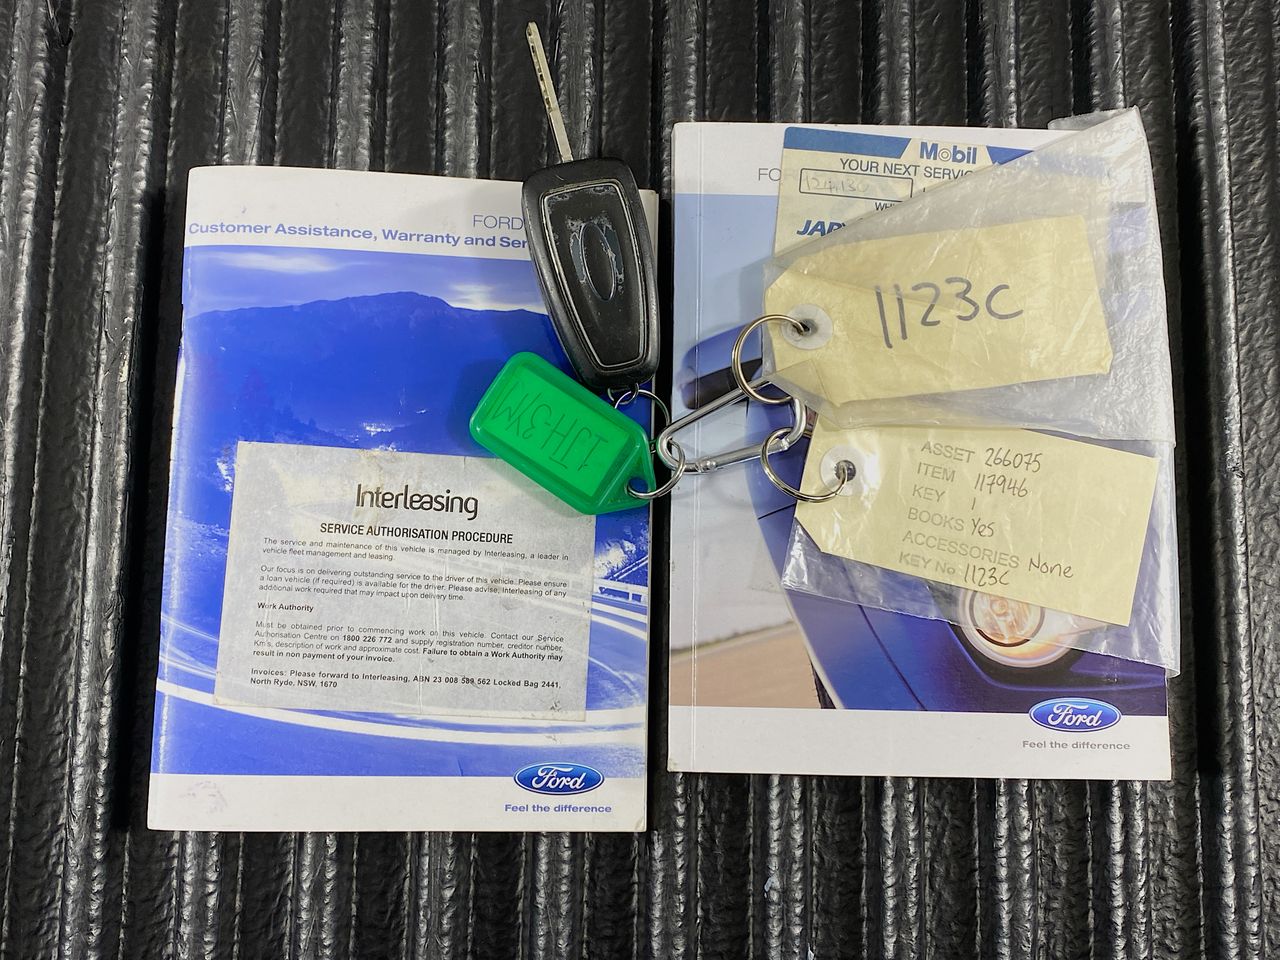 FORD
Customer Assistance, Warranty and Ser
Interleasing
SERVICE AUTHORISATION PROCEDURE
The service and maintenance of this vehicle is managed by Interleasing, a leader in
vehicle fleet management and leasing.
Our focus is on delivering outstanding service to the driver of this vehicle. Please ensure
a loan vehicle (if required) is available for the driver. Please advise, Interleasing of any
additional work required that may impact upon delivery time.
Work Authority
Must be obtained prior to commencing work on this vehicle. Contact our Service
Authorisation Centre on 1800 226 772 and supply registration number, creditor number,
Km's, description of work and approximate cost. Failure to obtain a Work Authority may
result in non payment of your invoice.
Invoices: Please forward to Interleasing, ABN 23 008 589 562 Locked Bag 2441,
North Ryde, NSW, 1670
Ford
Feel the difference
1JH-3YM
FO
Mobil
YOUR NEXT SERVIC
WH
JAR
1123C
ASSET 266075
ITEM 117946
KEY 1
BOOKS Yes
ACCESSORIES None
KEY No 1123C
Ford
Feel the difference